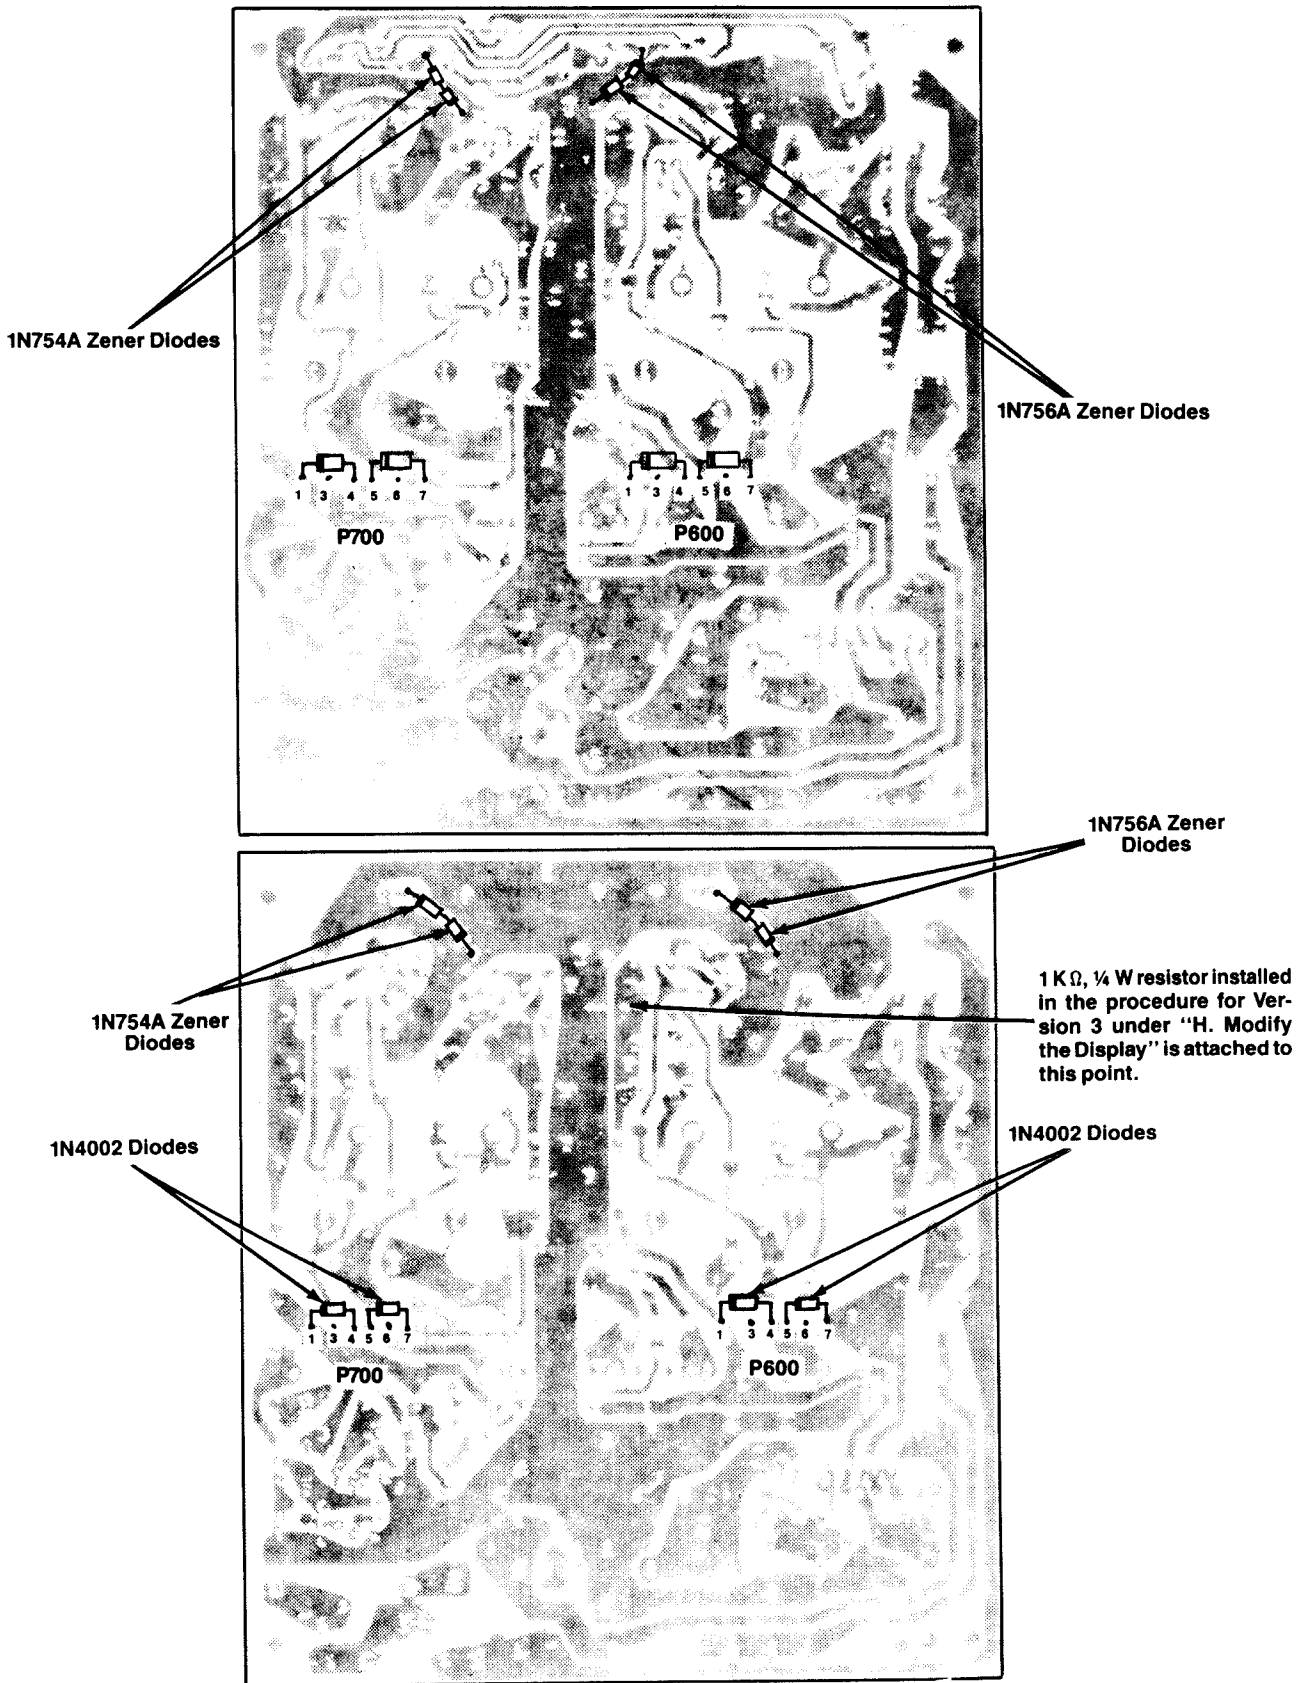 1N754A Zener Diodes
1N756A Zener Diodes
1 3 4 5 6 7
P700
1 3 4 5 6 7
P600
1N756A Zener
Diodes
1N754A Zener
Diodes
1 K Ω, ¼ W resistor installed
in the procedure for Ver-
sion 3 under “H. Modify
the Display” is attached to
this point.
1N4002 Diodes
1N4002 Diodes
1 3 4 5 6 7
P700
1 3 4 5 6 7
P600